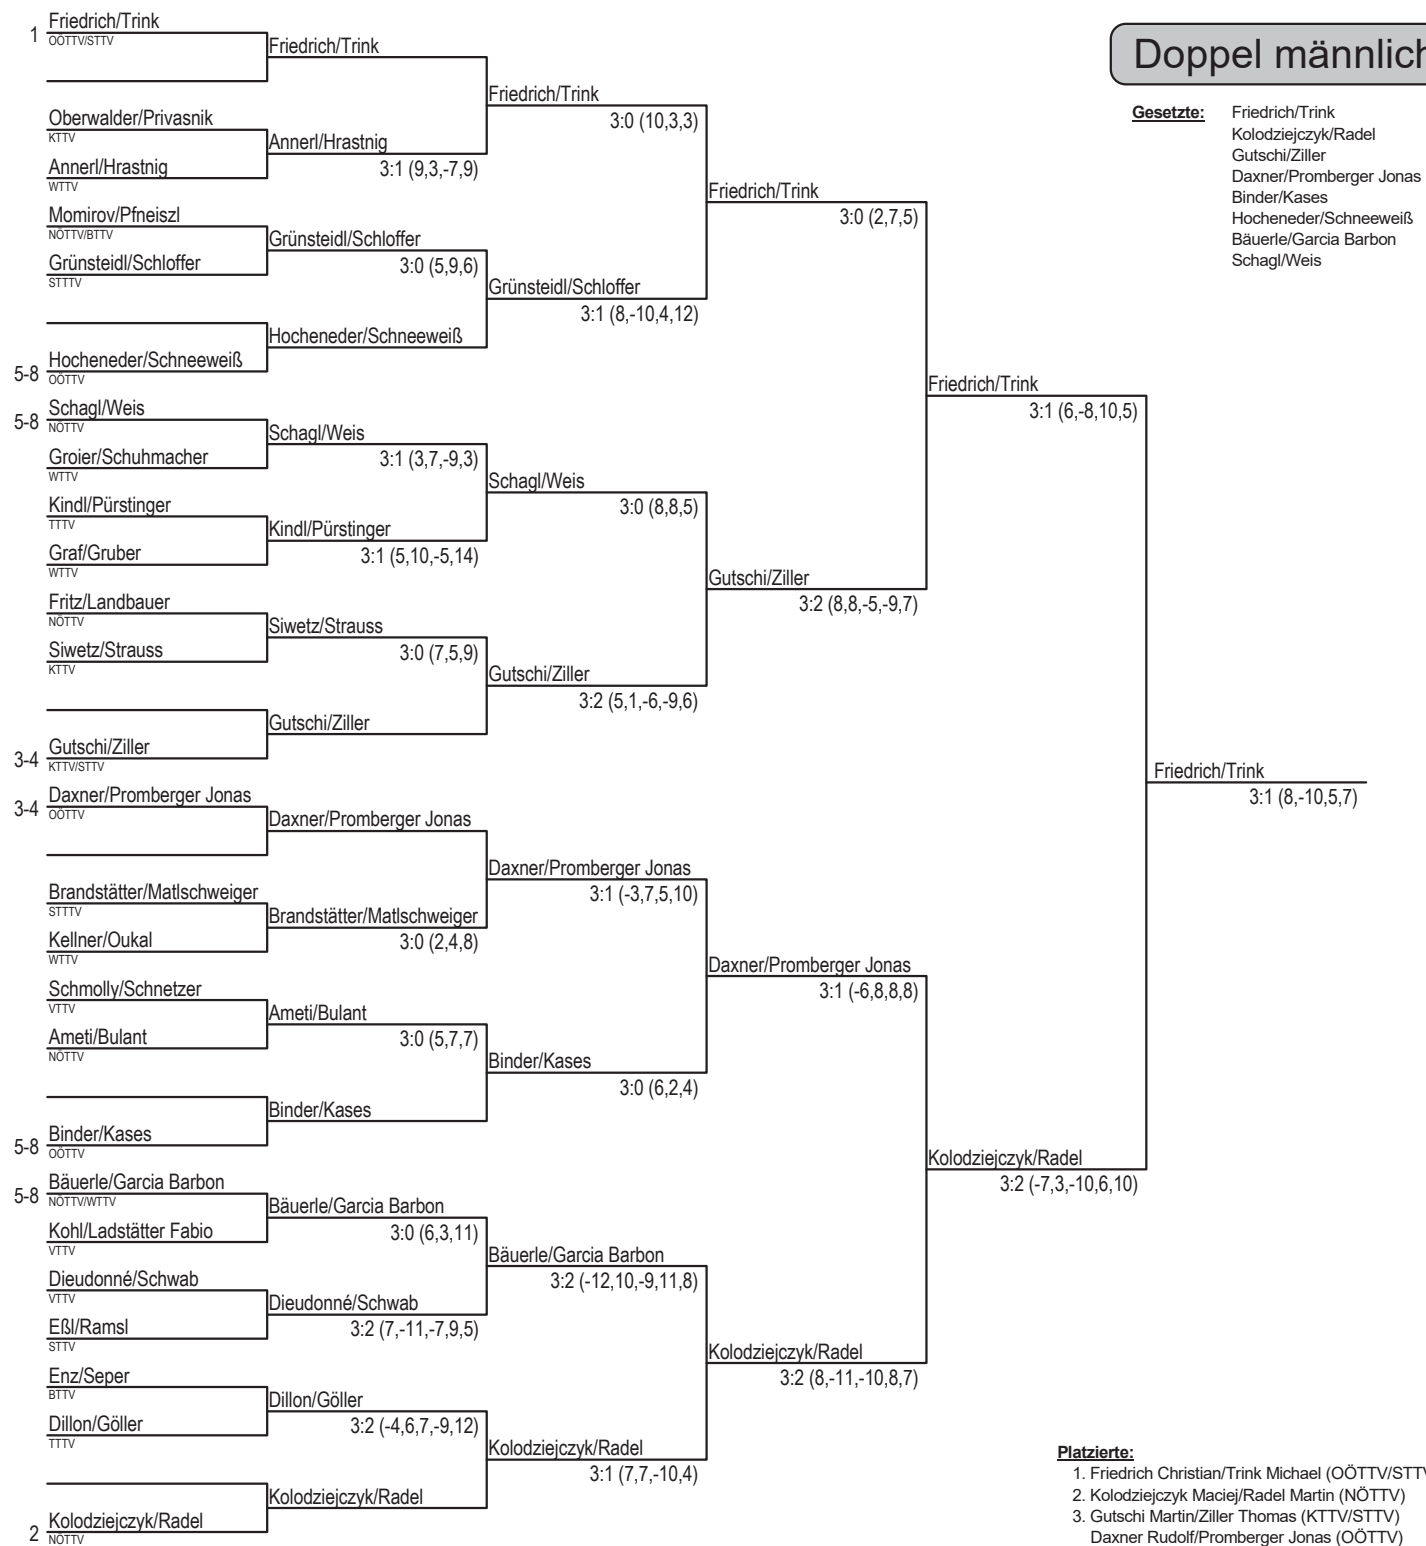 Doppel männlich
Gesetzte: Friedrich/Trink
Kolodziejczyk/Radel
Gutschi/Ziller
Daxner/Promberger Jonas
Binder/Kases
Hocheneder/Schneeweiß
Bäuerle/Garcia Barbon
Schagl/Weis
1 Friedrich/Trink
OÖTTV/STTV
Oberwalder/Privasnik
KTTV
Annerl/Hrastnig
WTTV
Momirov/Pfneiszl
NÖTTV/BTTV
Grünsteidl/Schloffer
STTTV
5-8 Hocheneder/Schneeweiß
OÖTTV
5-8 Schagl/Weis
NÖTTV
Groier/Schuhmacher
WTTV
Kindl/Pürstinger
TTTV
Graf/Gruber
WTTV
Fritz/Landbauer
NÖTTV
Siwetz/Strauss
KTTV
3-4 Gutschi/Ziller
KTTV/STTV
3-4 Daxner/Promberger Jonas
OÖTTV
Brandstätter/Matlschweiger
STTTV
Kellner/Oukal
WTTV
Schmolly/Schnetzer
VTTV
Ameti/Bulant
NÖTTV
5-8 Binder/Kases
OÖTTV
5-8 Bäuerle/Garcia Barbon
NÖTTV/WTTV
Kohl/Ladstätter Fabio
VTTV
Dieudonné/Schwab
VTTV
Eßl/Ramsl
STTV
Enz/Seper
BTTV
Dillon/Göller
TTTV
2 Kolodziejczyk/Radel
NÖTTV
Friedrich/Trink
Annerl/Hrastnig
3:1 (9,3,-7,9)
Grünsteidl/Schloffer
3:0 (5,9,6)
Hocheneder/Schneeweiß
Schagl/Weis
3:1 (3,7,-9,3)
Kindl/Pürstinger
3:1 (5,10,-5,14)
Siwetz/Strauss
3:0 (7,5,9)
Gutschi/Ziller
Daxner/Promberger Jonas
Brandstätter/Matlschweiger
3:0 (2,4,8)
Ameti/Bulant
3:0 (5,7,7)
Binder/Kases
Bäuerle/Garcia Barbon
3:0 (6,3,11)
Dieudonné/Schwab
3:2 (7,-11,-7,9,5)
Dillon/Göller
3:2 (-4,6,7,-9,12)
Kolodziejczyk/Radel
Friedrich/Trink
3:0 (10,3,3)
Grünsteidl/Schloffer
3:1 (8,-10,4,12)
Schagl/Weis
3:0 (8,8,5)
Gutschi/Ziller
3:2 (5,1,-6,-9,6)
Daxner/Promberger Jonas
3:1 (-3,7,5,10)
Binder/Kases
3:0 (6,2,4)
Bäuerle/Garcia Barbon
3:2 (-12,10,-9,11,8)
Kolodziejczyk/Radel
3:1 (7,7,-10,4)
Friedrich/Trink
3:0 (2,7,5)
Gutschi/Ziller
3:2 (8,8,-5,-9,7)
Daxner/Promberger Jonas
3:1 (-6,8,8,8)
Kolodziejczyk/Radel
3:2 (8,-11,-10,8,7)
Friedrich/Trink
3:1 (6,-8,10,5)
Kolodziejczyk/Radel
3:2 (-7,3,-10,6,10)
Friedrich/Trink
3:1 (8,-10,5,7)
Platzierte:
1. Friedrich Christian/Trink Michael (OÖTTV/STTV
2. Kolodziejczyk Maciej/Radel Martin (NÖTTV)
3. Gutschi Martin/Ziller Thomas (KTTV/STTV)
Daxner Rudolf/Promberger Jonas (OÖTTV)